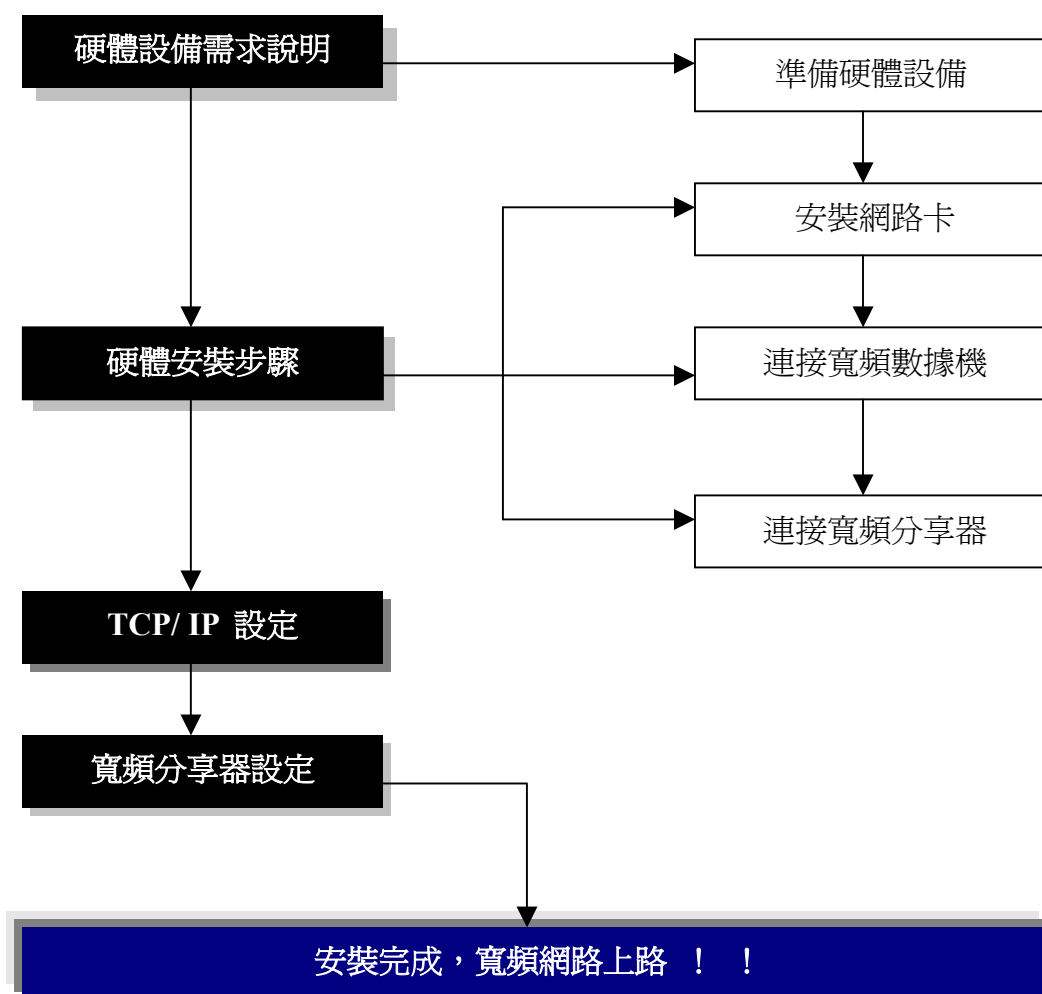 硬體設備需求說明
準備硬體設備
安裝網路卡
硬體安裝步驟
連接寬頻數據機
連接寬頻分享器
TCP/ IP 設定
寬頻分享器設定
安裝完成，寬頻網路上路 ！ ！